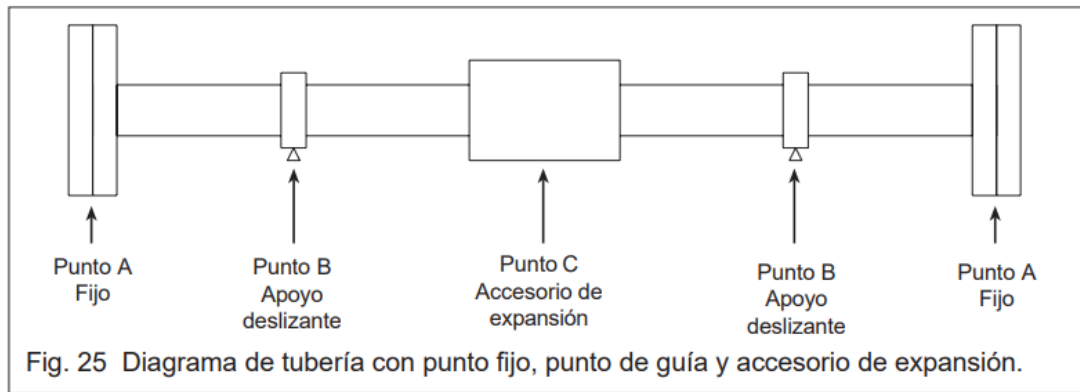 Punto A
Fijo
Punto B
Apoyo
deslizante
Punto C
Accesorio de
expansión
Punto B
Apoyo
deslizante
Punto A
Fijo
Fig. 25 Diagrama de tubería con punto fijo, punto de guía y accesorio de expansión.